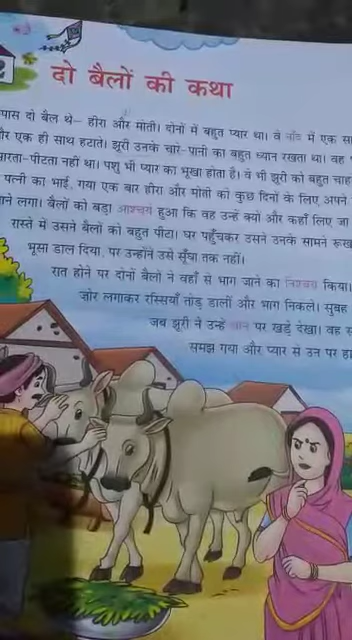 दो बैलों की कथा
पास दो बैल थे– हीरा और मोती। दोनों में बहुत प्यार था। वे नाँद में एक सा
और एक ही साथ हटाते। झूरी उनके चारे-पानी का बहुत ध्यान रखता था। वह
मारता-पीटता नहीं था। पशु भी प्यार का भूखा होता है। वे भी झूरी को बहुत चाह
पत्नी का भाई, गया एक बार हीरा और मोती को कुछ दिनों के लिए अप
ने लगा। बैलों को बड़ा आश्चर्य हुआ कि वह उन्हें क्यों और कहाँ लिए जा
रास्ते में उसने बैलों को बहुत पीटा। घर पहुँचकर उसने उनके सामने रूख
भूसा डाल दिया, पर उन्होंने उसे सूँघा तक नहीं।
रात होने पर दोनों बैलों ने वहाँ से भाग जाने का निश्चय किया।
ज़ोर लगाकर रस्सियाँ तोड़ डालीं और भाग निकले। सुबह
जब झूरी ने उन्हें थान पर खड़े देखा। वह स
समझ गया और प्यार से उन पर हा